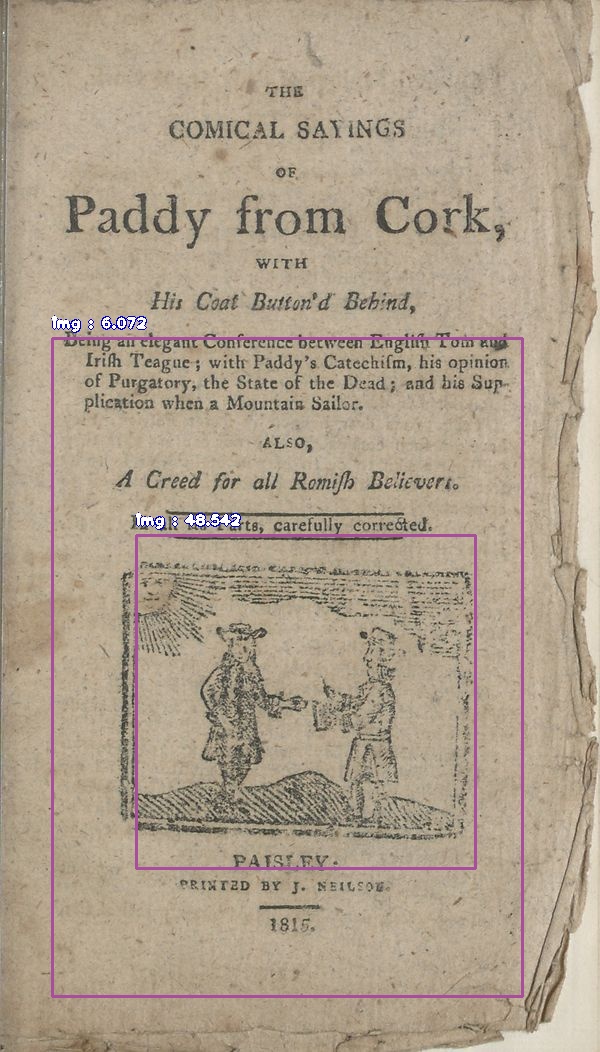 THE
COMICAL SAYINGS
OF
Paddy from Cork,
WITH
His Coat Button'd Behind,
img : 6.072
Being an elegant Conference between English Tom and
Iriſh Teague; with Paddy's Catechiſm, his opinion
of Purgatory, the State of the Dead; and his Sup-
plication when a Mountain Sailor.
ALSO,
A Creed for all Romiſh Believers.
img : 48.542
Parts, carefully corrected.
PAISLEY.
PRINTED BY J. NEILSON.
1815.